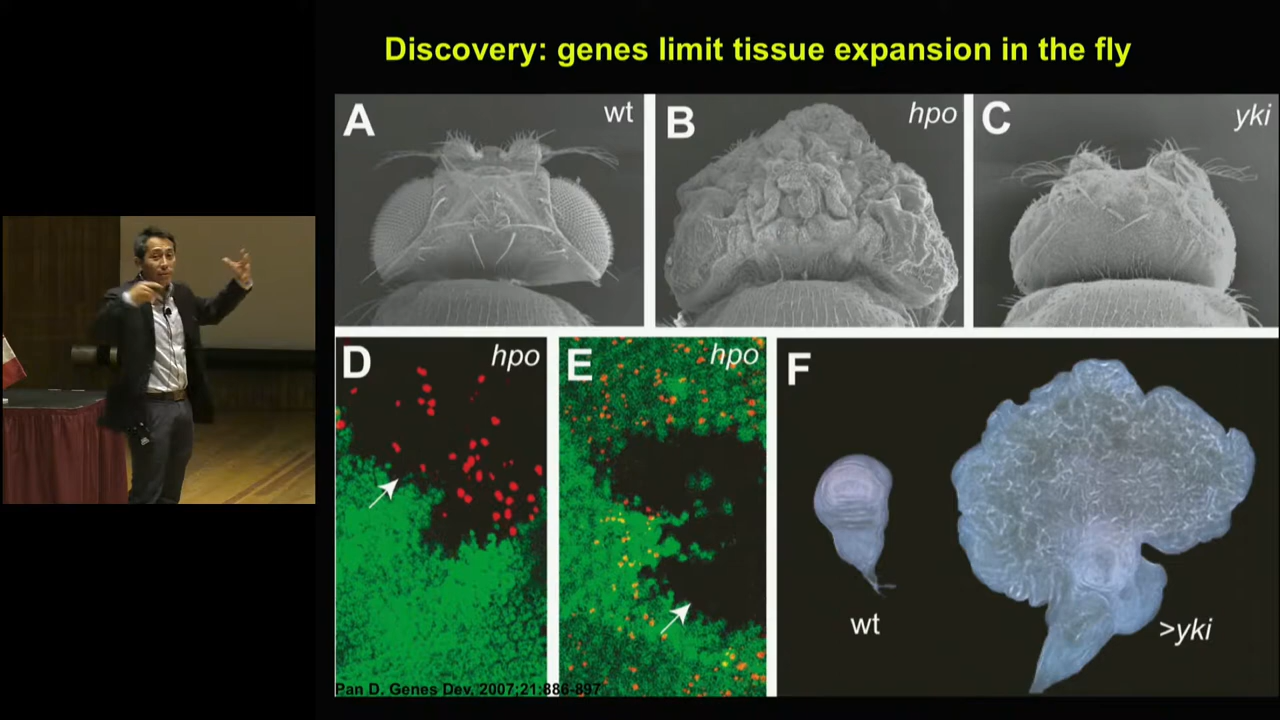 Discovery: genes limit tissue expansion in the fly
A wt
B hpo
C yki
D hpo
E hpo
F
wt
>yki
Pan D. Genes Dev. 2007;21:886-897